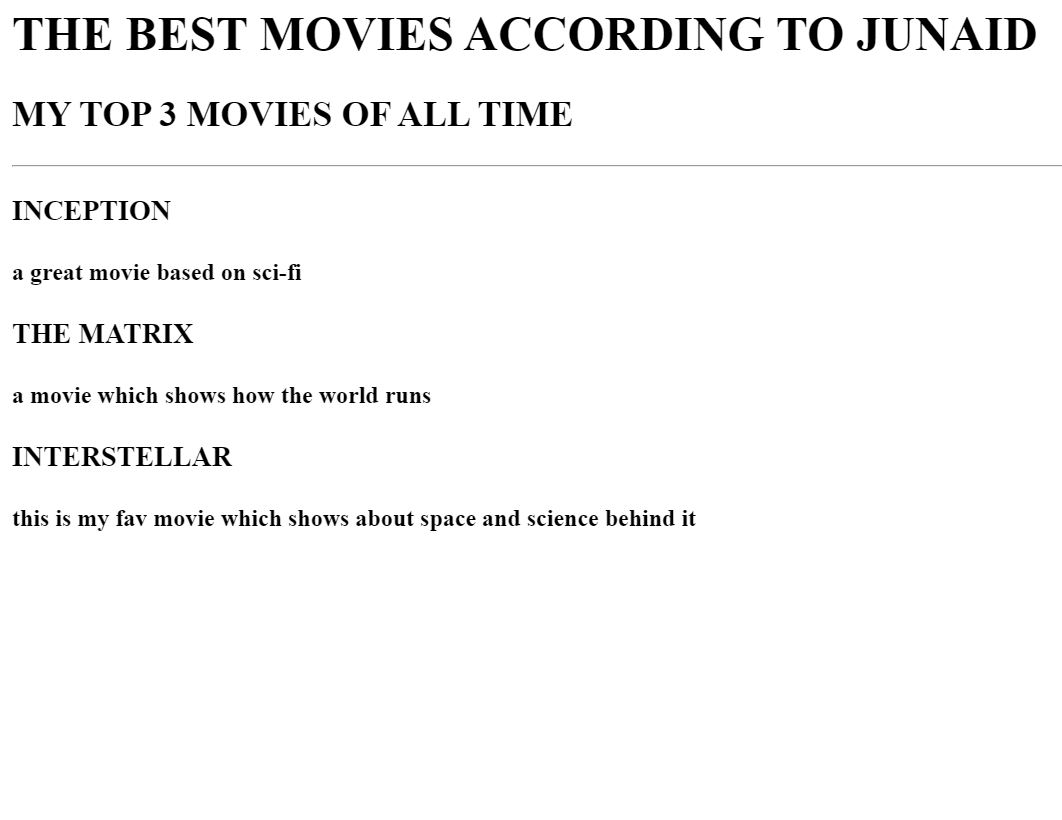 THE BEST MOVIES ACCORDING TO JUNAID
MY TOP 3 MOVIES OF ALL TIME
INCEPTION
a great movie based on sci-fi
THE MATRIX
a movie which shows how the world runs
INTERSTELLAR
this is my fav movie which shows about space and science behind it